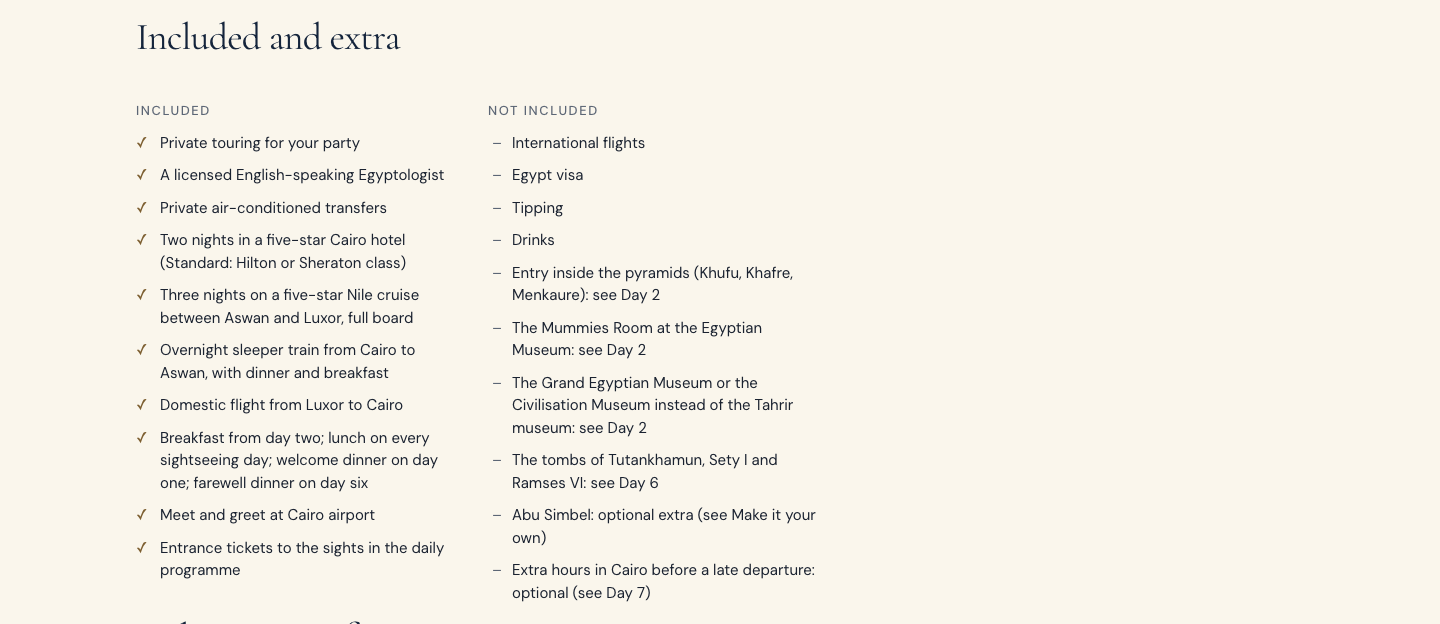 Included and extra
INCLUDED
✓ Private touring for your party
✓ A licensed English-speaking Egyptologist
✓ Private air-conditioned transfers
✓ Two nights in a five-star Cairo hotel
(Standard: Hilton or Sheraton class)
✓ Three nights on a five-star Nile cruise
between Aswan and Luxor, full board
✓ Overnight sleeper train from Cairo to
Aswan, with dinner and breakfast
✓ Domestic flight from Luxor to Cairo
✓ Breakfast from day two; lunch on every
sightseeing day; welcome dinner on day
one; farewell dinner on day six
✓ Meet and greet at Cairo airport
✓ Entrance tickets to the sights in the daily
programme
NOT INCLUDED
– International flights
– Egypt visa
– Tipping
– Drinks
– Entry inside the pyramids (Khufu, Khafre,
Menkaure): see Day 2
– The Mummies Room at the Egyptian
Museum: see Day 2
– The Grand Egyptian Museum or the
Civilisation Museum instead of the Tahrir
museum: see Day 2
– The tombs of Tutankhamun, Sety I and
Ramses VI: see Day 6
– Abu Simbel: optional extra (see Make it your
own)
– Extra hours in Cairo before a late departure:
optional (see Day 7)